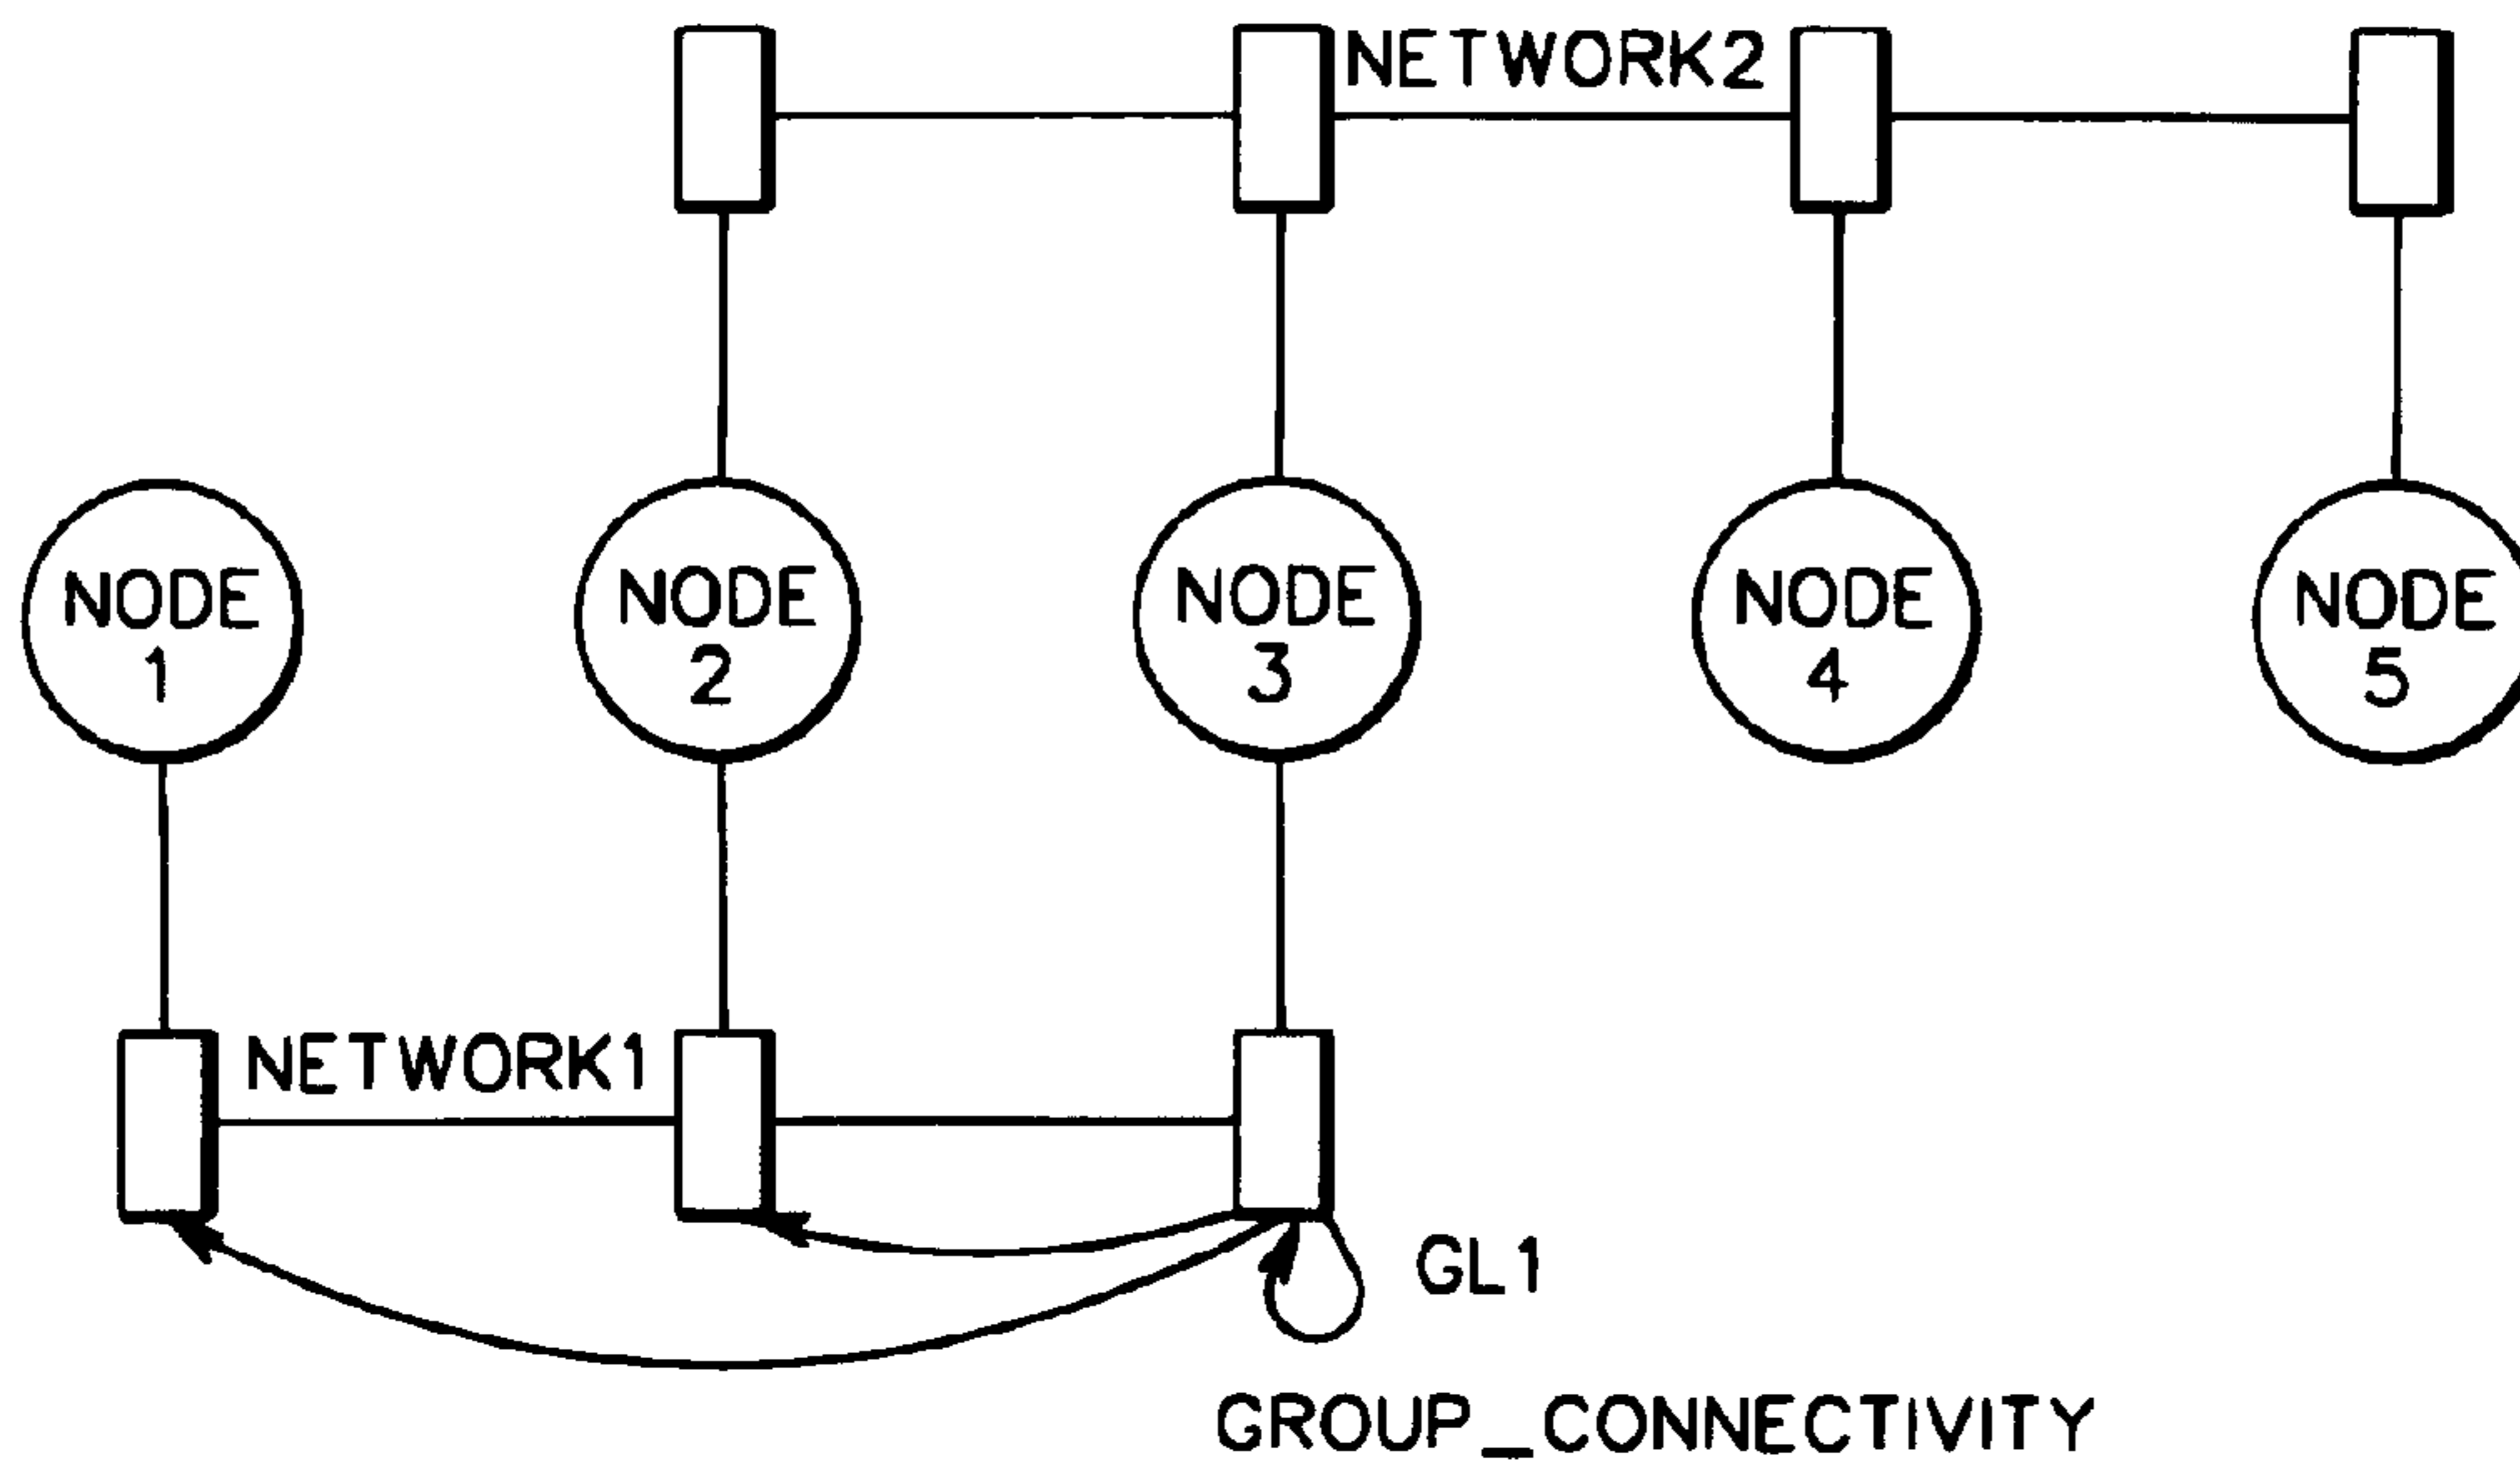 NETWORK2
NODE
1
NODE
2
NODE
3
NODE
4
NODE
5
NETWORK1
GL1
GROUP_CONNECTIVITY